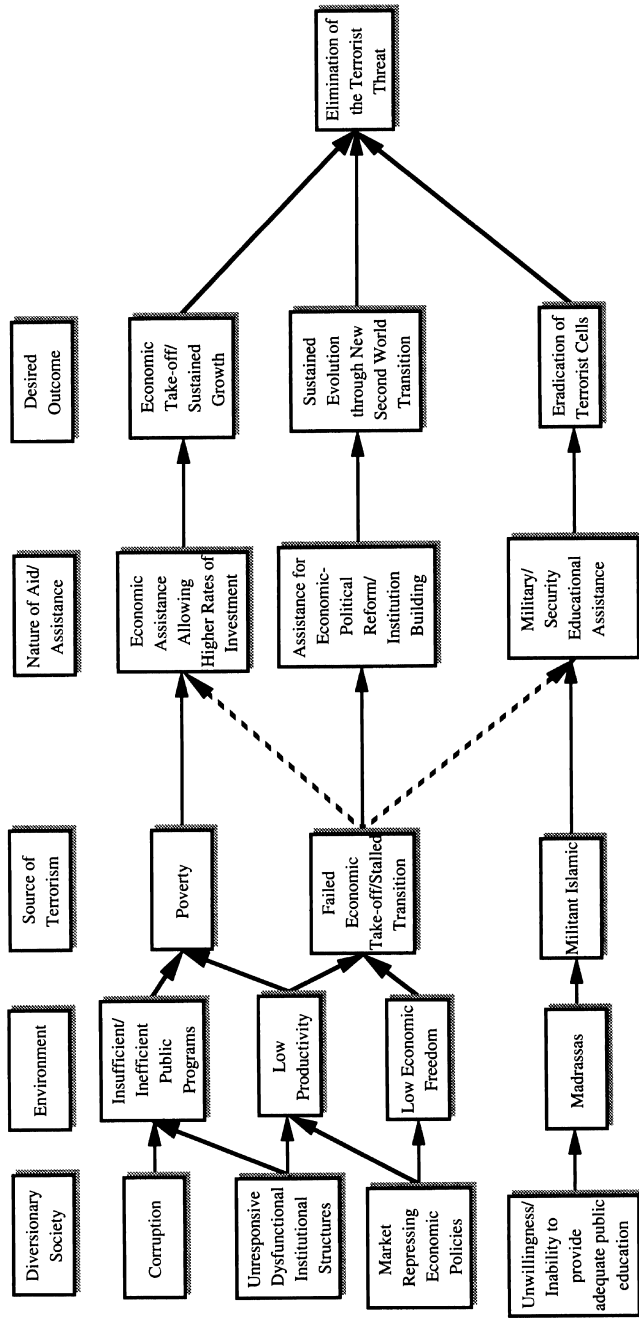 Diversionary
Society
Environment
Source of
Terrorism
Nature of Aid/
Assistance
Desired
Outcome
Corruption
Insufficient/
Inefficient
Public
Programs
Poverty
Economic
Assistance
Allowing
Higher Rates of
Investment
Economic
Take-off/
Sustained
Growth
Elimination of
the Terrorist
Threat
Unresponsive
Dysfunctional
Institutional
Structures
Low
Productivity
Failed
Economic
Take-off/Stalled
Transition
Assistance for
Economic-
Political
Reform/
Institution
Building
Sustained
Evolution
through New
Second World
Transition
Market
Repressing
Economic
Policies
Low Economic
Freedom
Unwillingness/
Inability to
provide
adequate public
education
Madrassas
Militant Islamic
Military/
Security
Educational
Assistance
Eradication of
Terrorist Cells